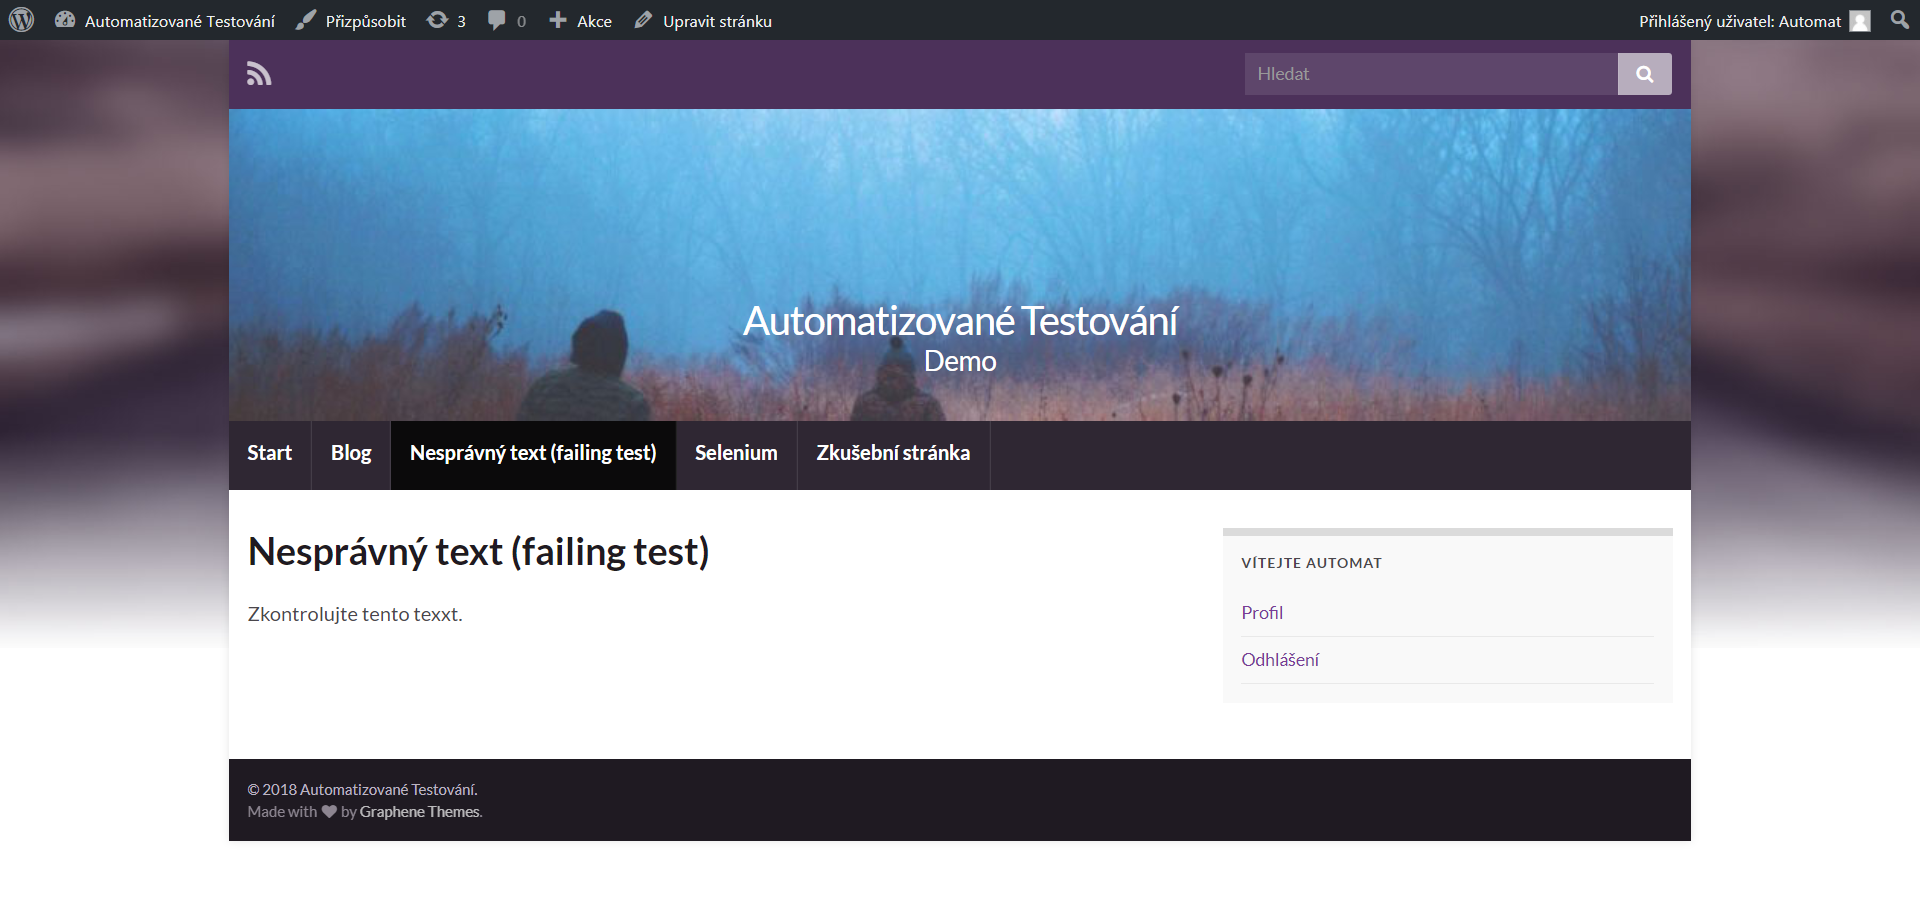 Automatizované Testování Přizpůsobit 3 0 Akce Upravit stránku Přihlášený uživatel: Automat
Hledat
Automatizované Testování
Demo
Start Blog Nesprávný text (failing test) Selenium Zkušební stránka
Nesprávný text (failing test)
Zkontrolujte tento texxt.
VÍTEJTE AUTOMAT
Profil
Odhlášení
© 2018 Automatizované Testování.
Made with by Graphene Themes.